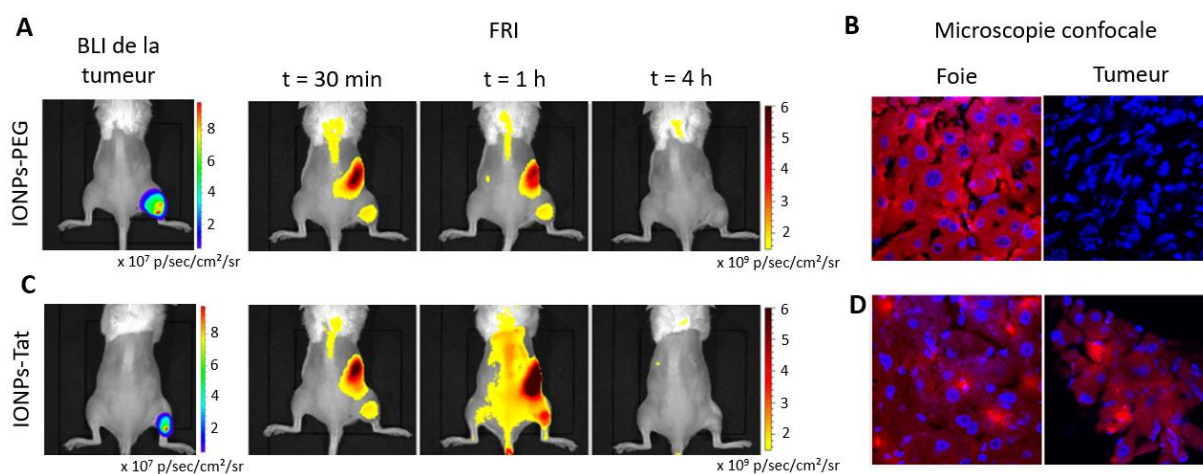 A
BLI de la
tumeur
FRI
t = 30 min
t = 1 h
t = 4 h
IONPs-PEG
8
6
4
2
x 10⁷ p/sec/cm²/sr
6
5
4
3
2
x 10⁹ p/sec/cm²/sr
B
Microscopie confocale
Foie
Tumeur
C
IONPs-Tat
8
6
4
2
x 10⁷ p/sec/cm²/sr
6
5
4
3
2
x 10⁹ p/sec/cm²/sr
D